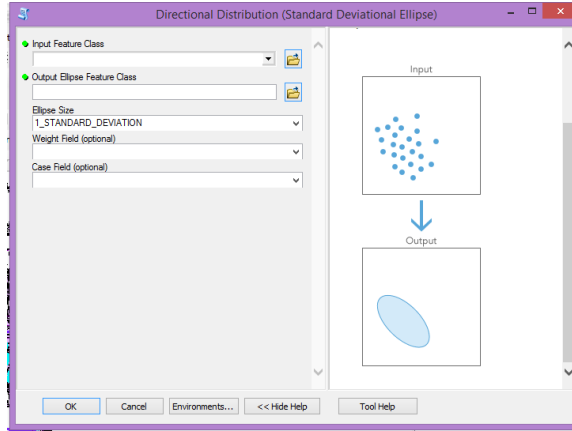 Directional Distribution (Standard Deviational Ellipse)
Input Feature Class
Output Ellipse Feature Class
Ellipse Size
1_STANDARD_DEVIATION
Weight Field (optional)
Case Field (optional)
Input
Output
OK
Cancel
Environments...
<< Hide Help
Tool Help